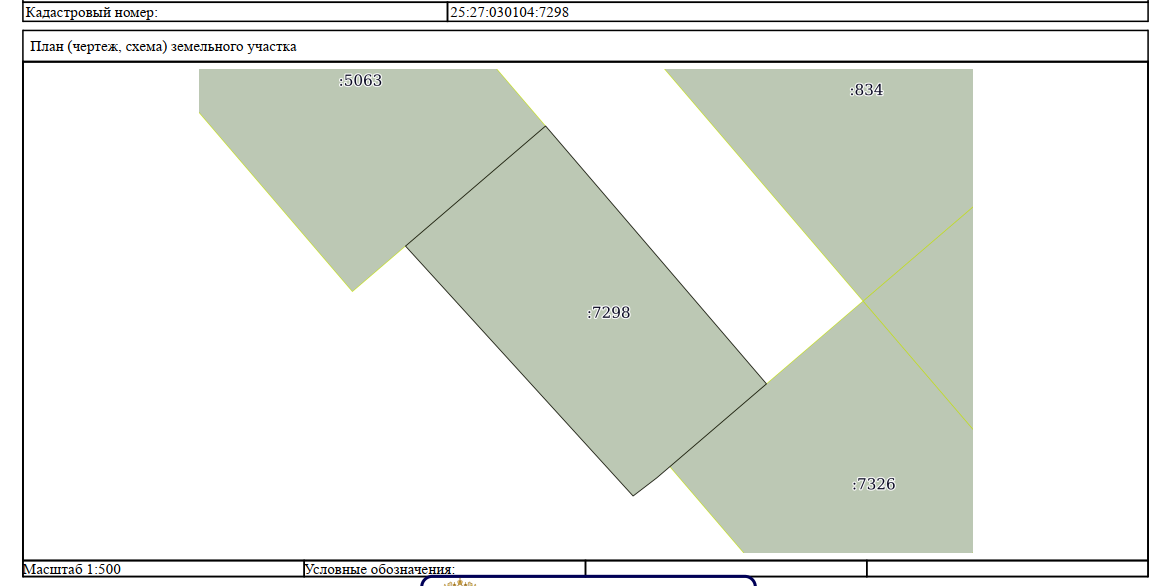 Кадастровый номер: 25:27:030104:7298
План (чертеж, схема) земельного участка
:5063
:834
:7298
:7326
Масштаб 1:500 Условные обозначения: